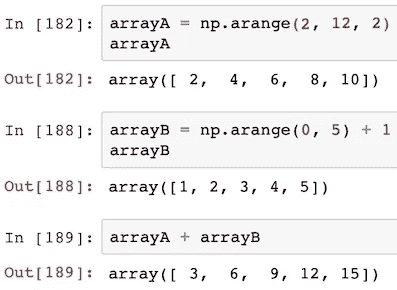 In [182]: arrayA = np.arange(2, 12, 2)
arrayA
Out[182]: array([ 2,  4,  6,  8, 10])
In [188]: arrayB = np.arange(0, 5) + 1
arrayB
Out[188]: array([1, 2, 3, 4, 5])
In [189]: arrayA + arrayB
Out[189]: array([ 3,  6,  9, 12, 15])